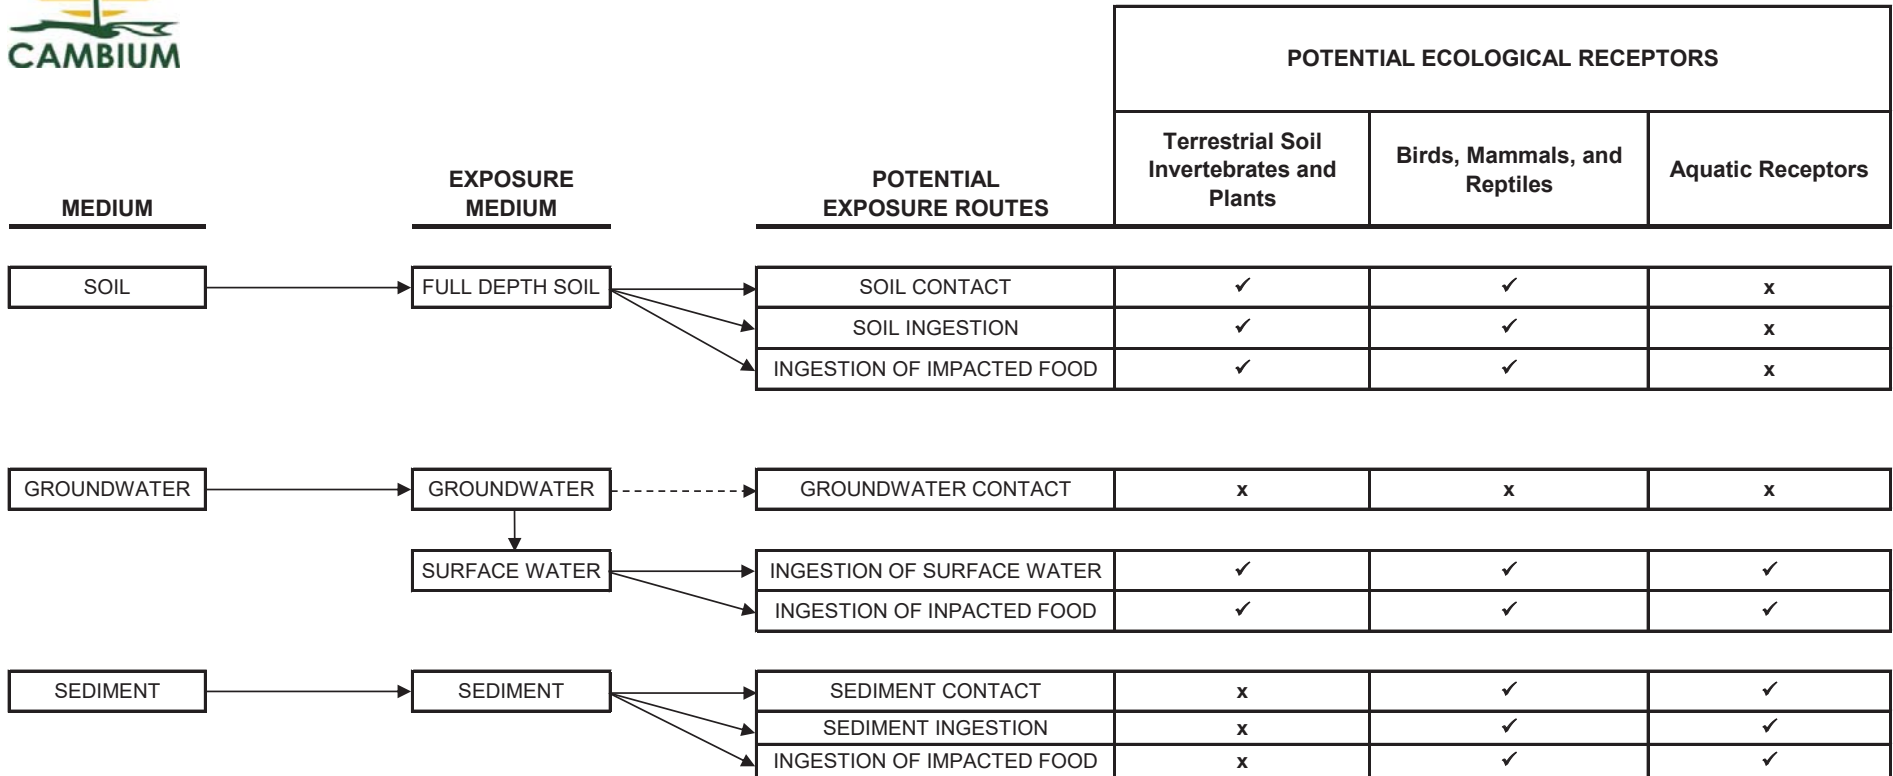 CAMBIUM
POTENTIAL ECOLOGICAL RECEPTORS
MEDIUM
EXPOSURE
MEDIUM
POTENTIAL
EXPOSURE ROUTES
Terrestrial Soil
Invertebrates and
Plants
Birds, Mammals, and
Reptiles
Aquatic Receptors
SOIL
FULL DEPTH SOIL
SOIL CONTACT ✓ ✓ x
SOIL INGESTION ✓ ✓ x
INGESTION OF IMPACTED FOOD ✓ ✓ x
GROUNDWATER
GROUNDWATER
GROUNDWATER CONTACT x x x
SURFACE WATER
INGESTION OF SURFACE WATER ✓ ✓ ✓
INGESTION OF INPACTED FOOD ✓ ✓ ✓
SEDIMENT
SEDIMENT
SEDIMENT CONTACT x ✓ ✓
SEDIMENT INGESTION x ✓ ✓
INGESTION OF IMPACTED FOOD x ✓ ✓